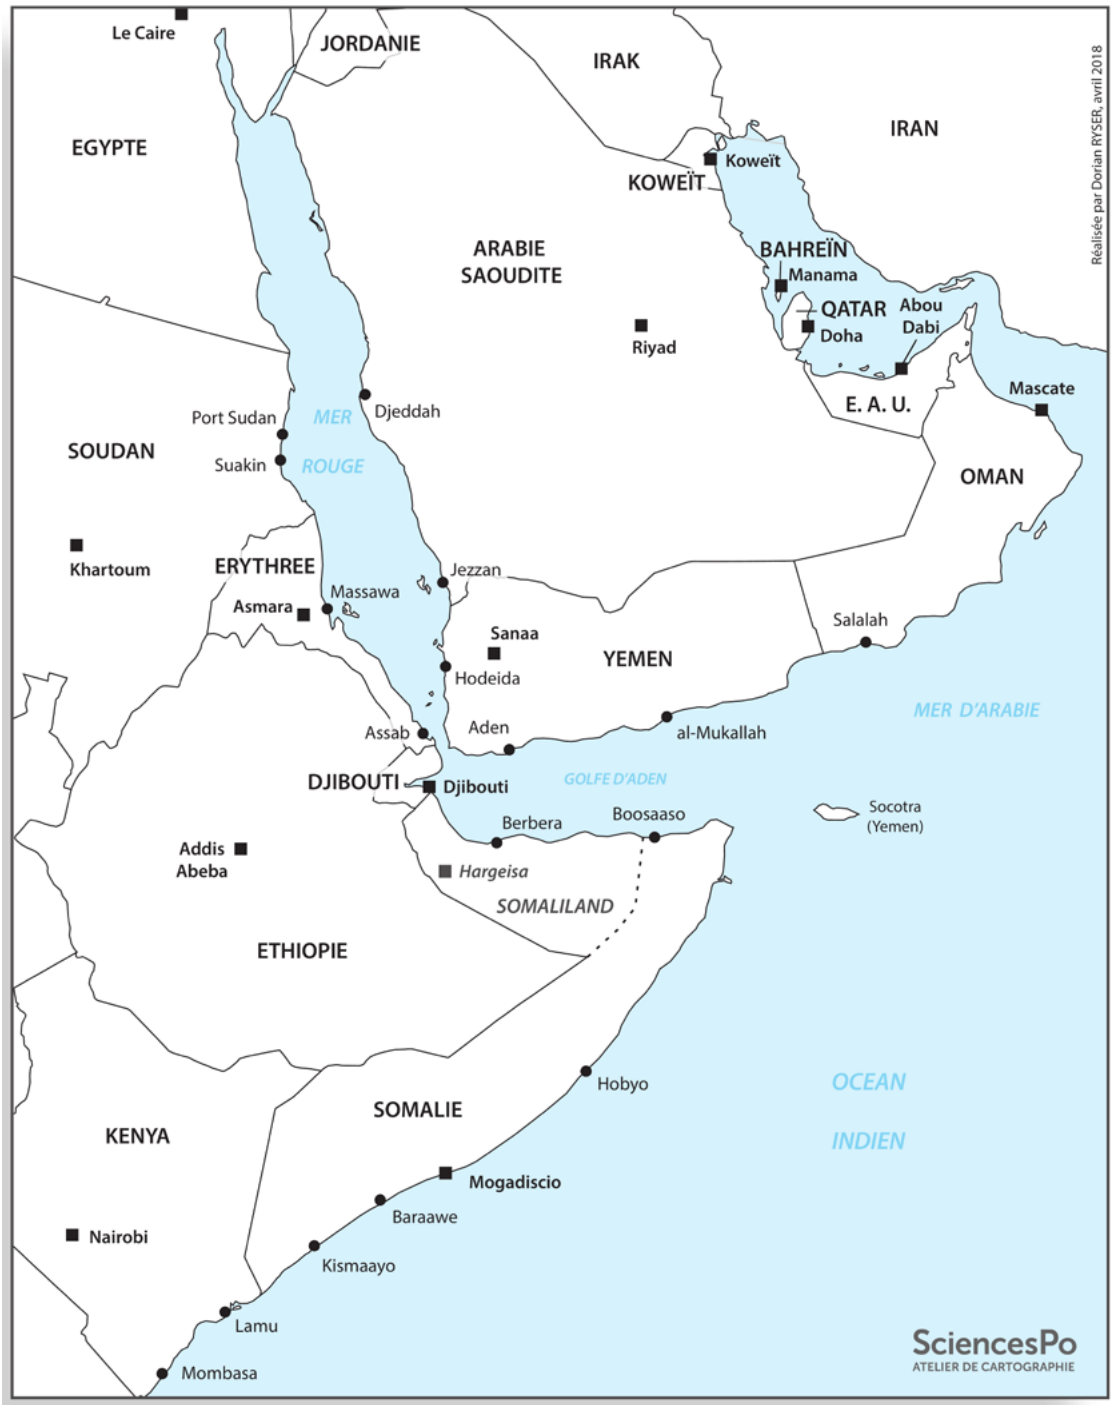 Le Caire
JORDANIE
IRAK
Réalisée par Dorian RYSER, avril 2018
IRAN
EGYPTE
Koweït
KOWEÏT
ARABIE
SAOUDITE
BAHREÏN
Manama
QATAR
Abou
Dabi
Doha
Riyad
Mascate
E. A. U.
Port Sudan
MER
Djeddah
SOUDAN
Suakin
ROUGE
OMAN
Khartoum
ERYTHREE
Jezzan
Massawa
Asmara
Salalah
Sanaa
YEMEN
Hodeida
MER D'ARABIE
Assab
Aden
al-Mukallah
DJIBOUTI
Djibouti
GOLFE D'ADEN
Berbera
Boosaaso
Socotra
(Yemen)
Addis
Abeba
Hargeisa
SOMALILAND
ETHIOPIE
Hobyo
OCEAN
INDIEN
SOMALIE
KENYA
Mogadiscio
Baraawe
Nairobi
Kismaayo
Lamu
Mombasa
SciencesPo
ATELIER DE CARTOGRAPHIE